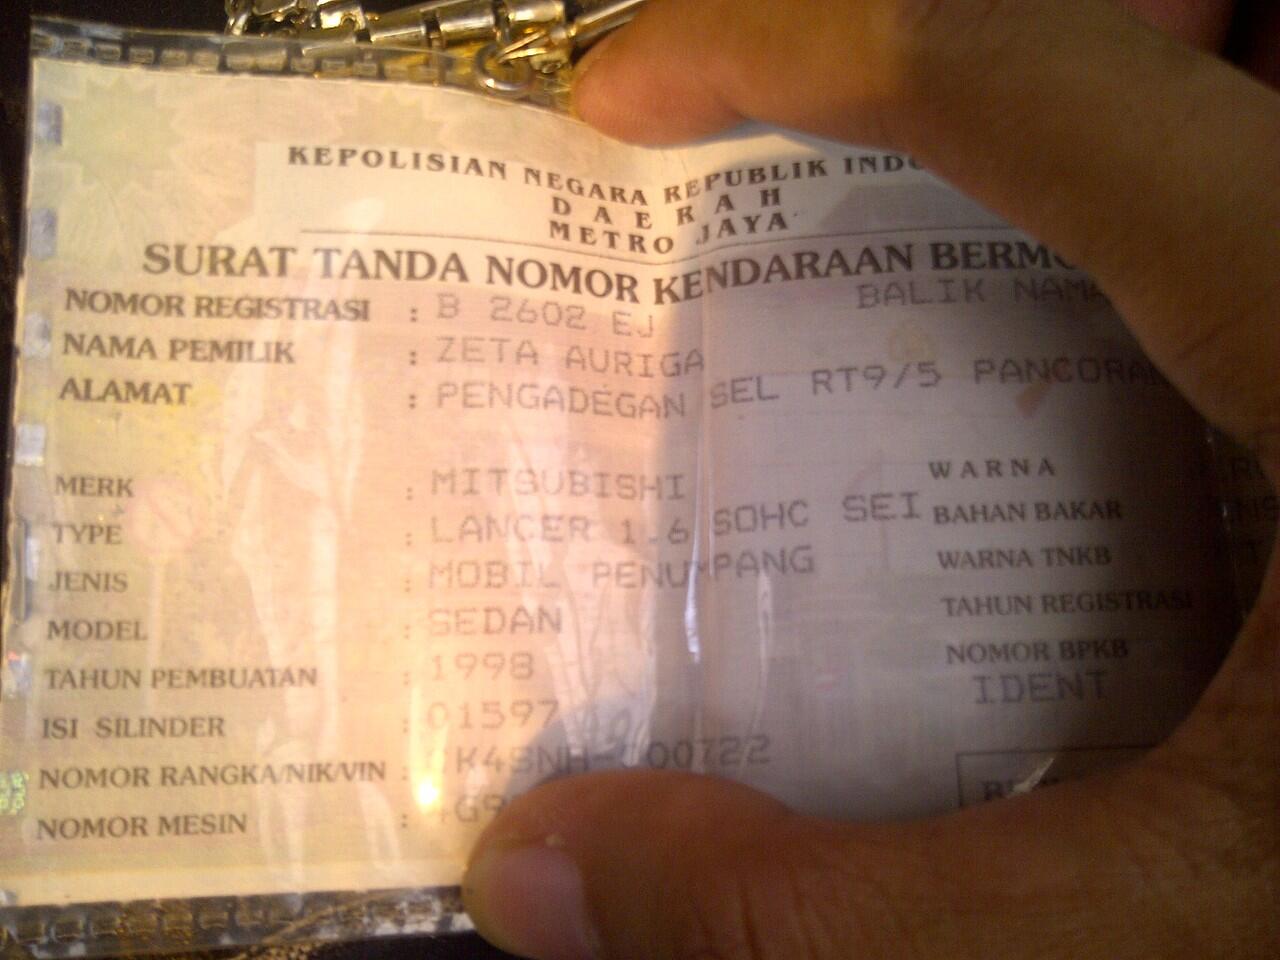 KEPOLISIAN NEGARA REPUBLIK
DAERAH
METRO JAYA
SURAT TANDA NOMOR KENDARAAN
NOMOR REGISTRASI : B 2602 EJ BALIK NAMA
NAMA PEMILIK : ZETA AURIGA
ALAMAT : PENGADEGAN SEL RT9/5 PANCORAN
MERK : MITSUBISHI WARNA
TYPE : LANCER 1.6 SOHC SEI BAHAN BAKAR
JENIS : MOBIL PENUMPANG WARNA TNKB
MODEL : SEDAN TAHUN REGISTRASI
TAHUN PEMBUATAN : 1998 NOMOR BPKB
ISI SILINDER : 01597 IDENT
NOMOR RANGKA/NIK/VIN :
NOMOR MESIN :